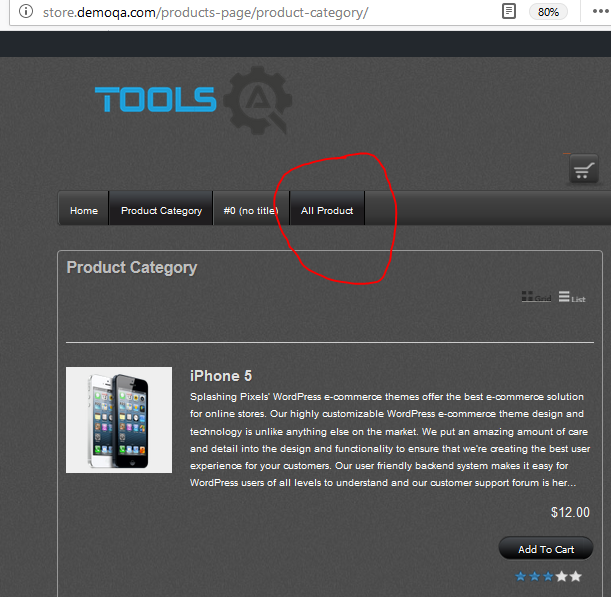 store.demoqa.com/products-page/product-category/
80%
TOOLS
Home Product Category #0 (no title) All Product
Product Category
Grid List
iPhone 5
Splashing Pixels' WordPress e-commerce themes offer the best e-commerce solution
for online stores. Our highly customizable WordPress e-commerce theme design and
technology is unlike anything else on the market. We put an amazing amount of care
and detail into the design and functionality to ensure that we're creating the best user
experience for your customers. Our user friendly backend system makes it easy for
WordPress users of all levels to understand and our customer support forum is her...
$12.00
Add To Cart